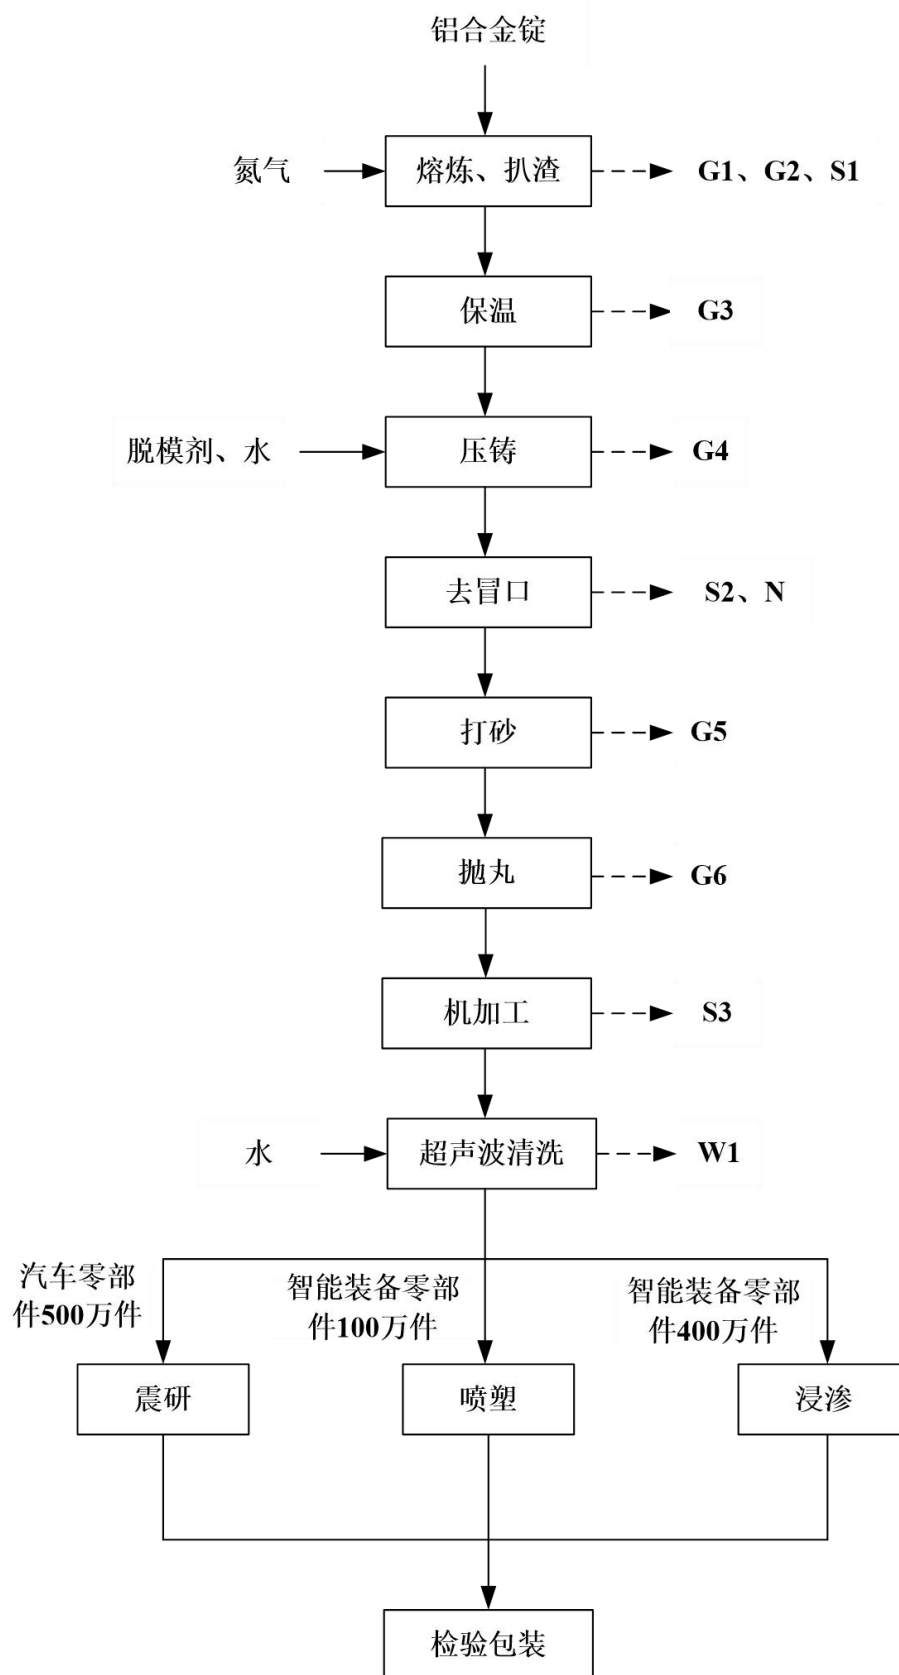 铝合金锭
氮气
熔炼、扒渣
G1、G2、S1
保温
G3
脱模剂、水
压铸
G4
去冒口
S2、N
打砂
G5
抛丸
G6
机加工
S3
水
超声波清洗
W1
汽车零部
件500万件
智能装备零部
件100万件
智能装备零部
件400万件
震研
喷塑
浸渗
检验包装